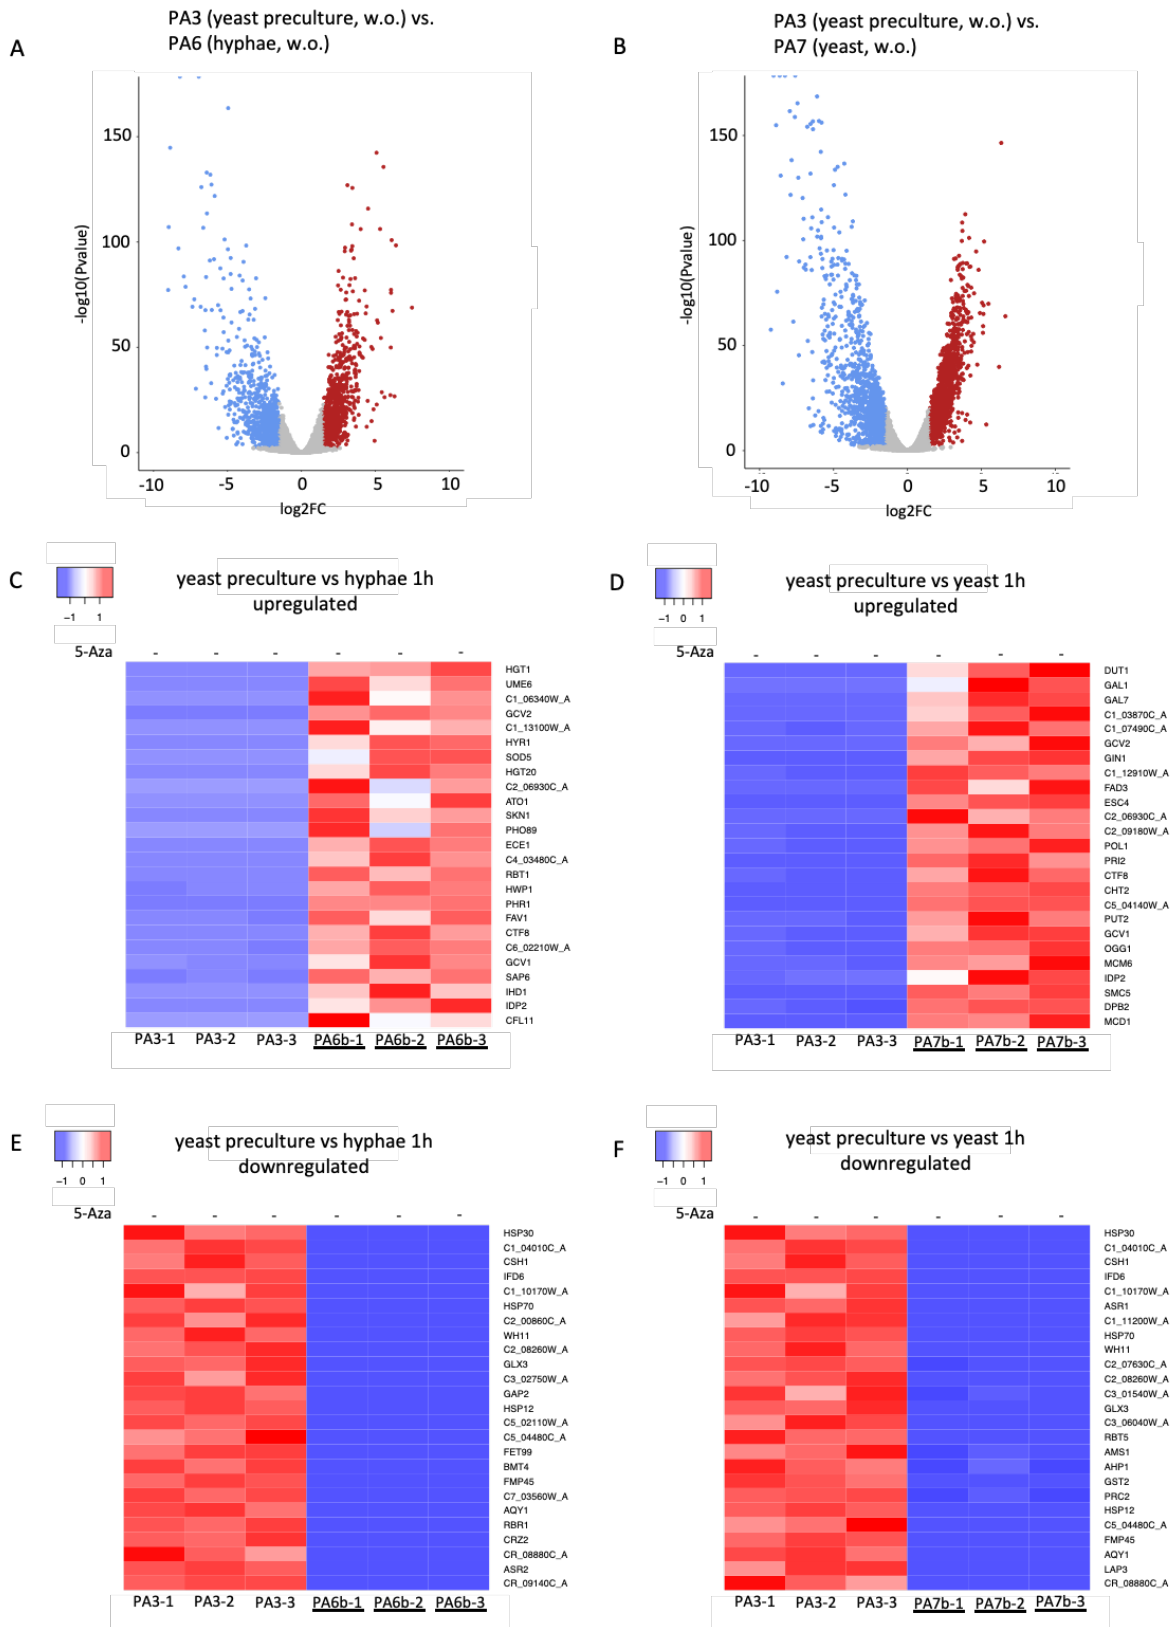 A
PA3 (yeast preculture, w.o.) vs.
PA6 (hyphae, w.o.)
-log10(Pvalue)
150
100
50
0
-10 -5 0 5 10
log2FC
B
PA3 (yeast preculture, w.o.) vs.
PA7 (yeast, w.o.)
-log10(Pvalue)
150
100
50
0
-10 -5 0 5 10
log2FC
C
yeast preculture vs hyphae 1h
upregulated
-1 1
5-Aza - - - - - -
HGT1
UME6
C1_06340W_A
GCV2
C1_13100W_A
HYR1
SOD5
HGT20
C2_06930C_A
ATO1
SKN1
PHO89
ECE1
C4_03480C_A
RBT1
HWP1
PHR1
FAV1
CTF8
C6_02210W_A
GCV1
SAP6
IHD1
IDP2
CFL11
PA3-1 PA3-2 PA3-3 PA6b-1 PA6b-2 PA6b-3
D
yeast preculture vs yeast 1h
upregulated
-1 0 1
5-Aza - - - - - -
DUT1
GAL1
GAL7
C1_03870C_A
C1_07490C_A
GCV2
GIN1
C1_12910W_A
FAD3
ESC4
C2_06930C_A
C2_09180W_A
POL1
PRI2
CTF8
CHT2
C5_04140W_A
PUT2
GCV1
OGG1
MCM6
IDP2
SMC5
DPB2
MCD1
PA3-1 PA3-2 PA3-3 PA7b-1 PA7b-2 PA7b-3
E
yeast preculture vs hyphae 1h
downregulated
-1 0 1
5-Aza - - - - - -
HSP30
C1_04010C_A
CSH1
IFD6
C1_10170W_A
HSP70
C2_00860C_A
WH11
C2_08260W_A
GLX3
C3_02750W_A
GAP2
HSP12
C5_02110W_A
C5_04480C_A
FET99
BMT4
FMP45
C7_03560W_A
AQY1
RBR1
CRZ2
CR_08880C_A
ASR2
CR_09140C_A
PA3-1 PA3-2 PA3-3 PA6b-1 PA6b-2 PA6b-3
F
yeast preculture vs yeast 1h
downregulated
-1 0 1
5-Aza - - - - - -
HSP30
C1_04010C_A
CSH1
IFD6
C1_10170W_A
ASR1
C1_11200W_A
HSP70
WH11
C2_07630C_A
C2_08260W_A
C3_01540W_A
GLX3
C3_06040W_A
RBT5
AMS1
AHP1
GST2
PRC2
HSP12
C5_04480C_A
FMP45
AQY1
LAP3
CR_08880C_A
PA3-1 PA3-2 PA3-3 PA7b-1 PA7b-2 PA7b-3